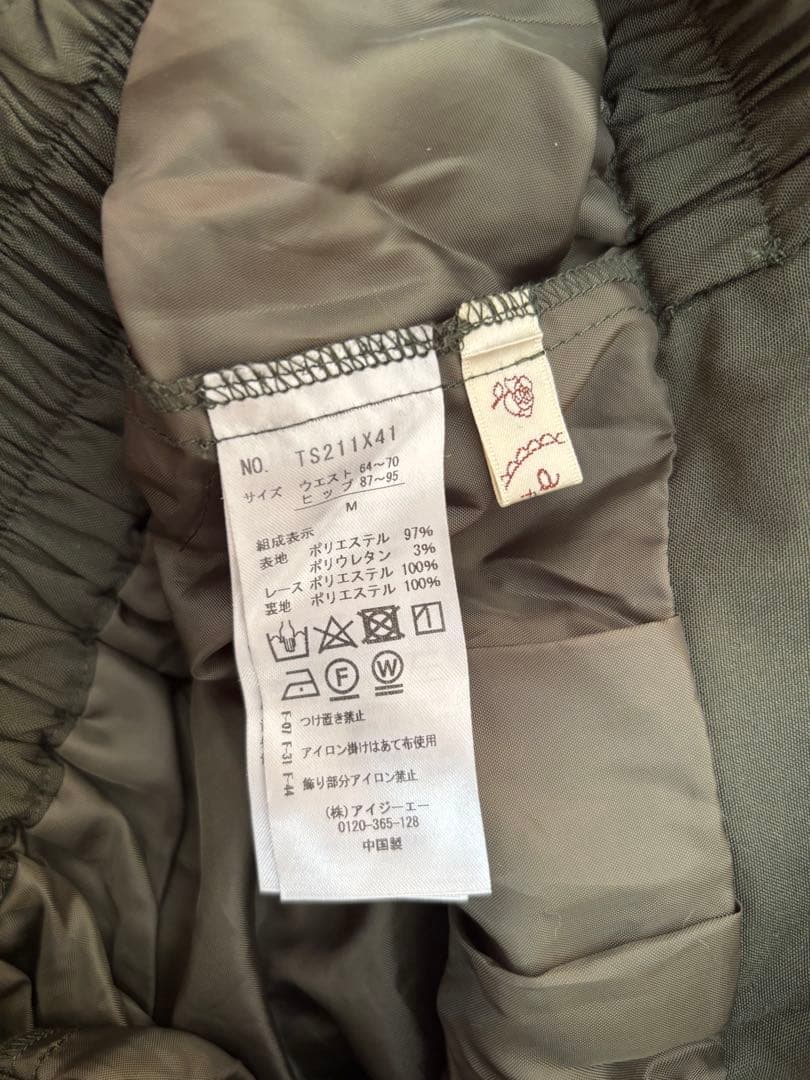 NO. TS211X41
サイズ ウエスト 64～70
ヒップ 87～95
M
組成表示
表地 ポリエステル 97%
ポリウレタン 3%
レース ポリエステル 100%
裏地 ポリエステル 100%
F W
F-07 F-31 F-44
つけ置き禁止
アイロン掛けはあて布使用
飾り部分アイロン禁止
(株)アイジーエー
0120-365-128
中国製